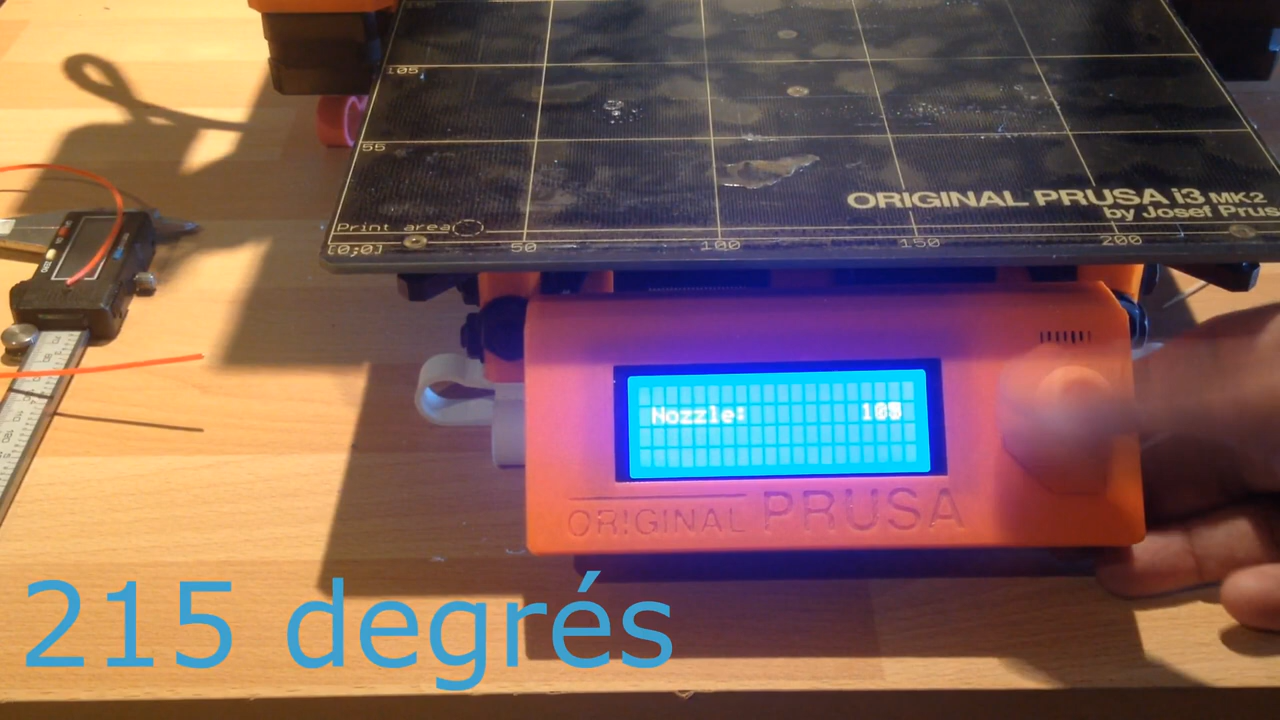 105
55
ORIGINAL PRUSA i3 MK2
by Josef Prus
Print area
[0;0]
50
100
150
200
Nozzle:
ORIGINAL PRUSA
215 degrés